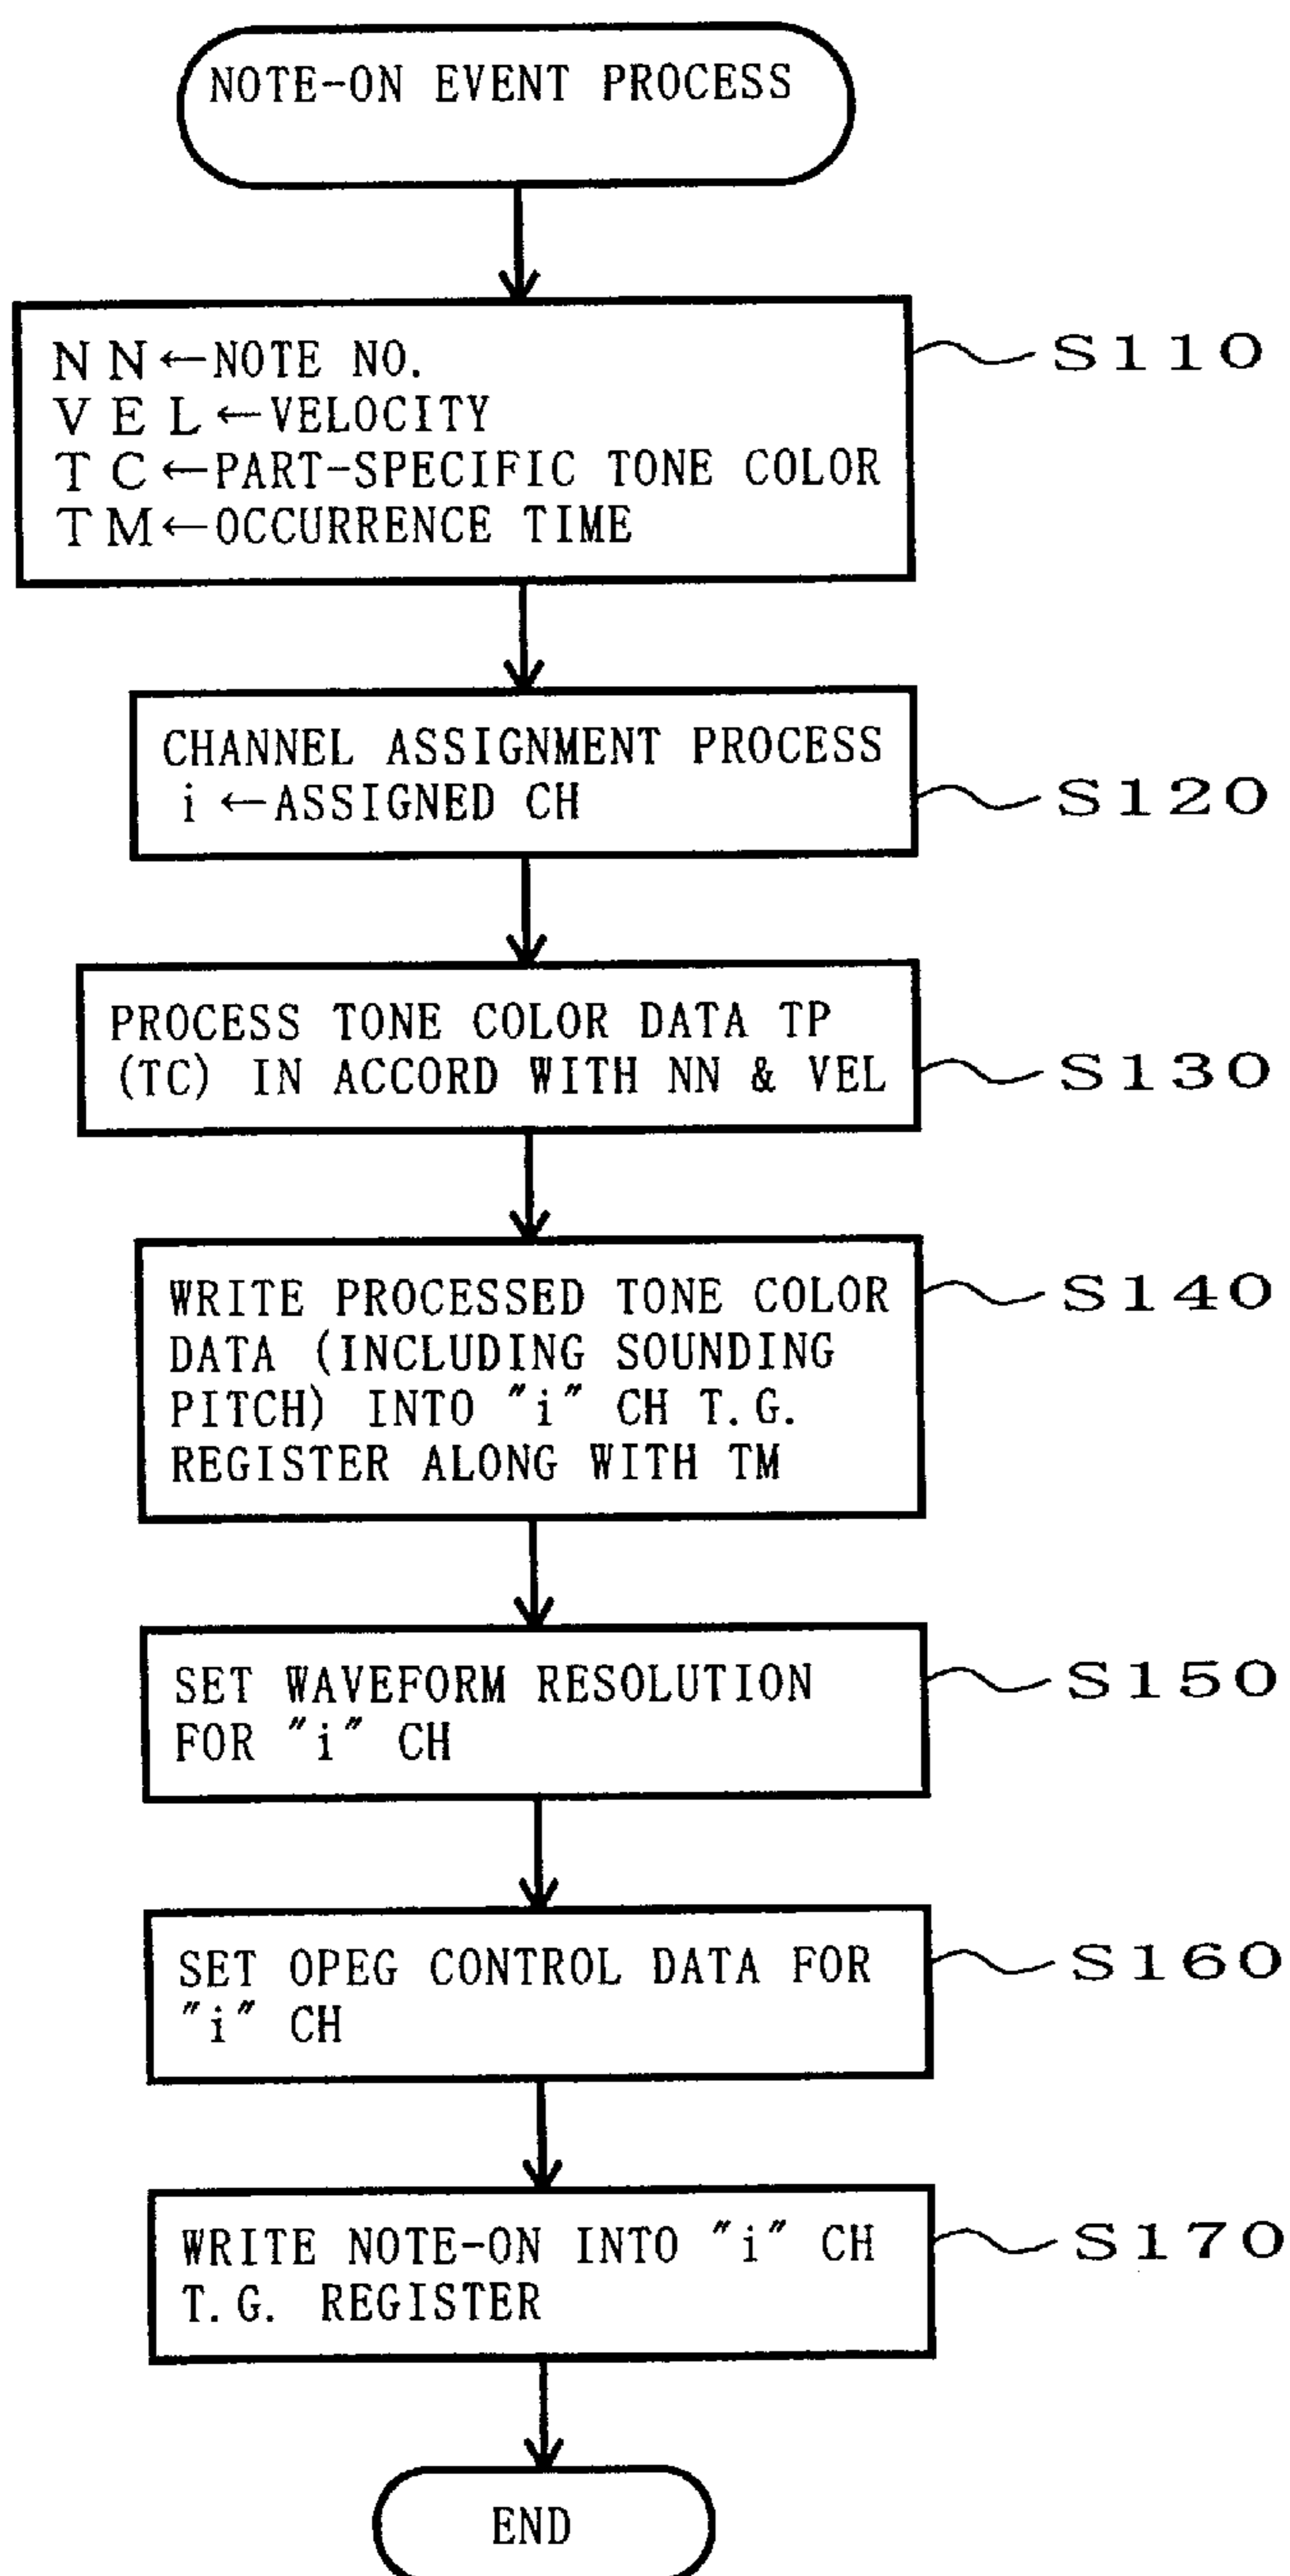 NOTE-ON EVENT PROCESS
NN←NOTE NO.
VEL←VELOCITY
TC←PART-SPECIFIC TONE COLOR
TM←OCCURRENCE TIME
S110
CHANNEL ASSIGNMENT PROCESS
i←ASSIGNED CH
S120
PROCESS TONE COLOR DATA TP
(TC) IN ACCORD WITH NN & VEL
S130
WRITE PROCESSED TONE COLOR
DATA (INCLUDING SOUNDING
PITCH) INTO "i" CH T.G.
REGISTER ALONG WITH TM
S140
SET WAVEFORM RESOLUTION
FOR "i" CH
S150
SET OPEG CONTROL DATA FOR
"i" CH
S160
WRITE NOTE-ON INTO "i" CH
T.G. REGISTER
S170
END